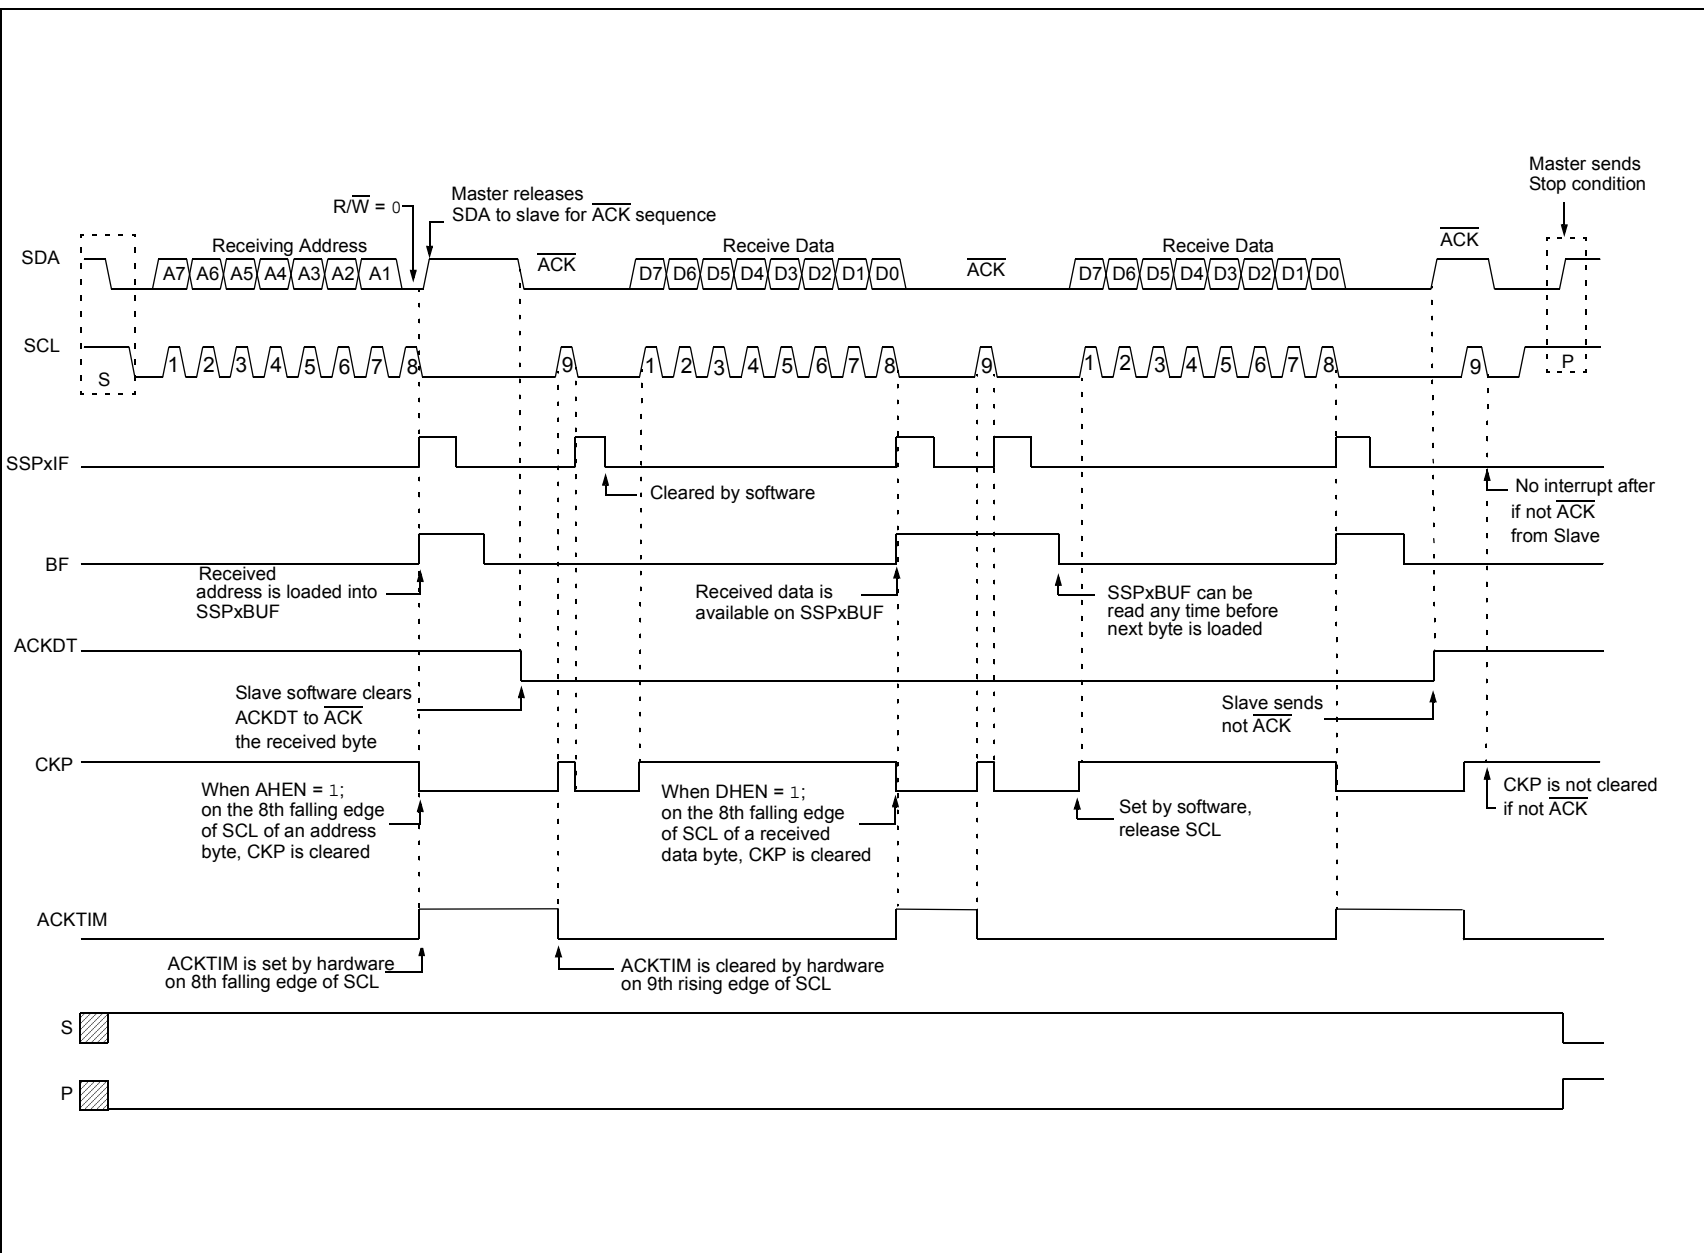 Master sends
Stop condition
Master releases
SDA to slave for A̅C̅K̅ sequence
R/W̅ = 0
SDA
Receiving Address
A7 A6 A5 A4 A3 A2 A1
A̅C̅K̅
Receive Data
D7 D6 D5 D4 D3 D2 D1 D0
A̅C̅K̅
Receive Data
D7 D6 D5 D4 D3 D2 D1 D0
A̅C̅K̅
SCL
S
1 2 3 4 5 6 7 8 9 1 2 3 4 5 6 7 8 9 1 2 3 4 5 6 7 8 9
P
SSPxIF
Cleared by software
No interrupt after
if not A̅C̅K̅
from Slave
BF
Received
address is loaded into
SSPxBUF
Received data is
available on SSPxBUF
SSPxBUF can be
read any time before
next byte is loaded
ACKDT
Slave software clears
ACKDT to A̅C̅K̅
the received byte
Slave sends
not A̅C̅K̅
CKP
When AHEN = 1;
on the 8th falling edge
of SCL of an address
byte, CKP is cleared
When DHEN = 1;
on the 8th falling edge
of SCL of a received
data byte, CKP is cleared
Set by software,
release SCL
CKP is not cleared
if not A̅C̅K̅
ACKTIM
ACKTIM is set by hardware
on 8th falling edge of SCL
ACKTIM is cleared by hardware
on 9th rising edge of SCL
S
P